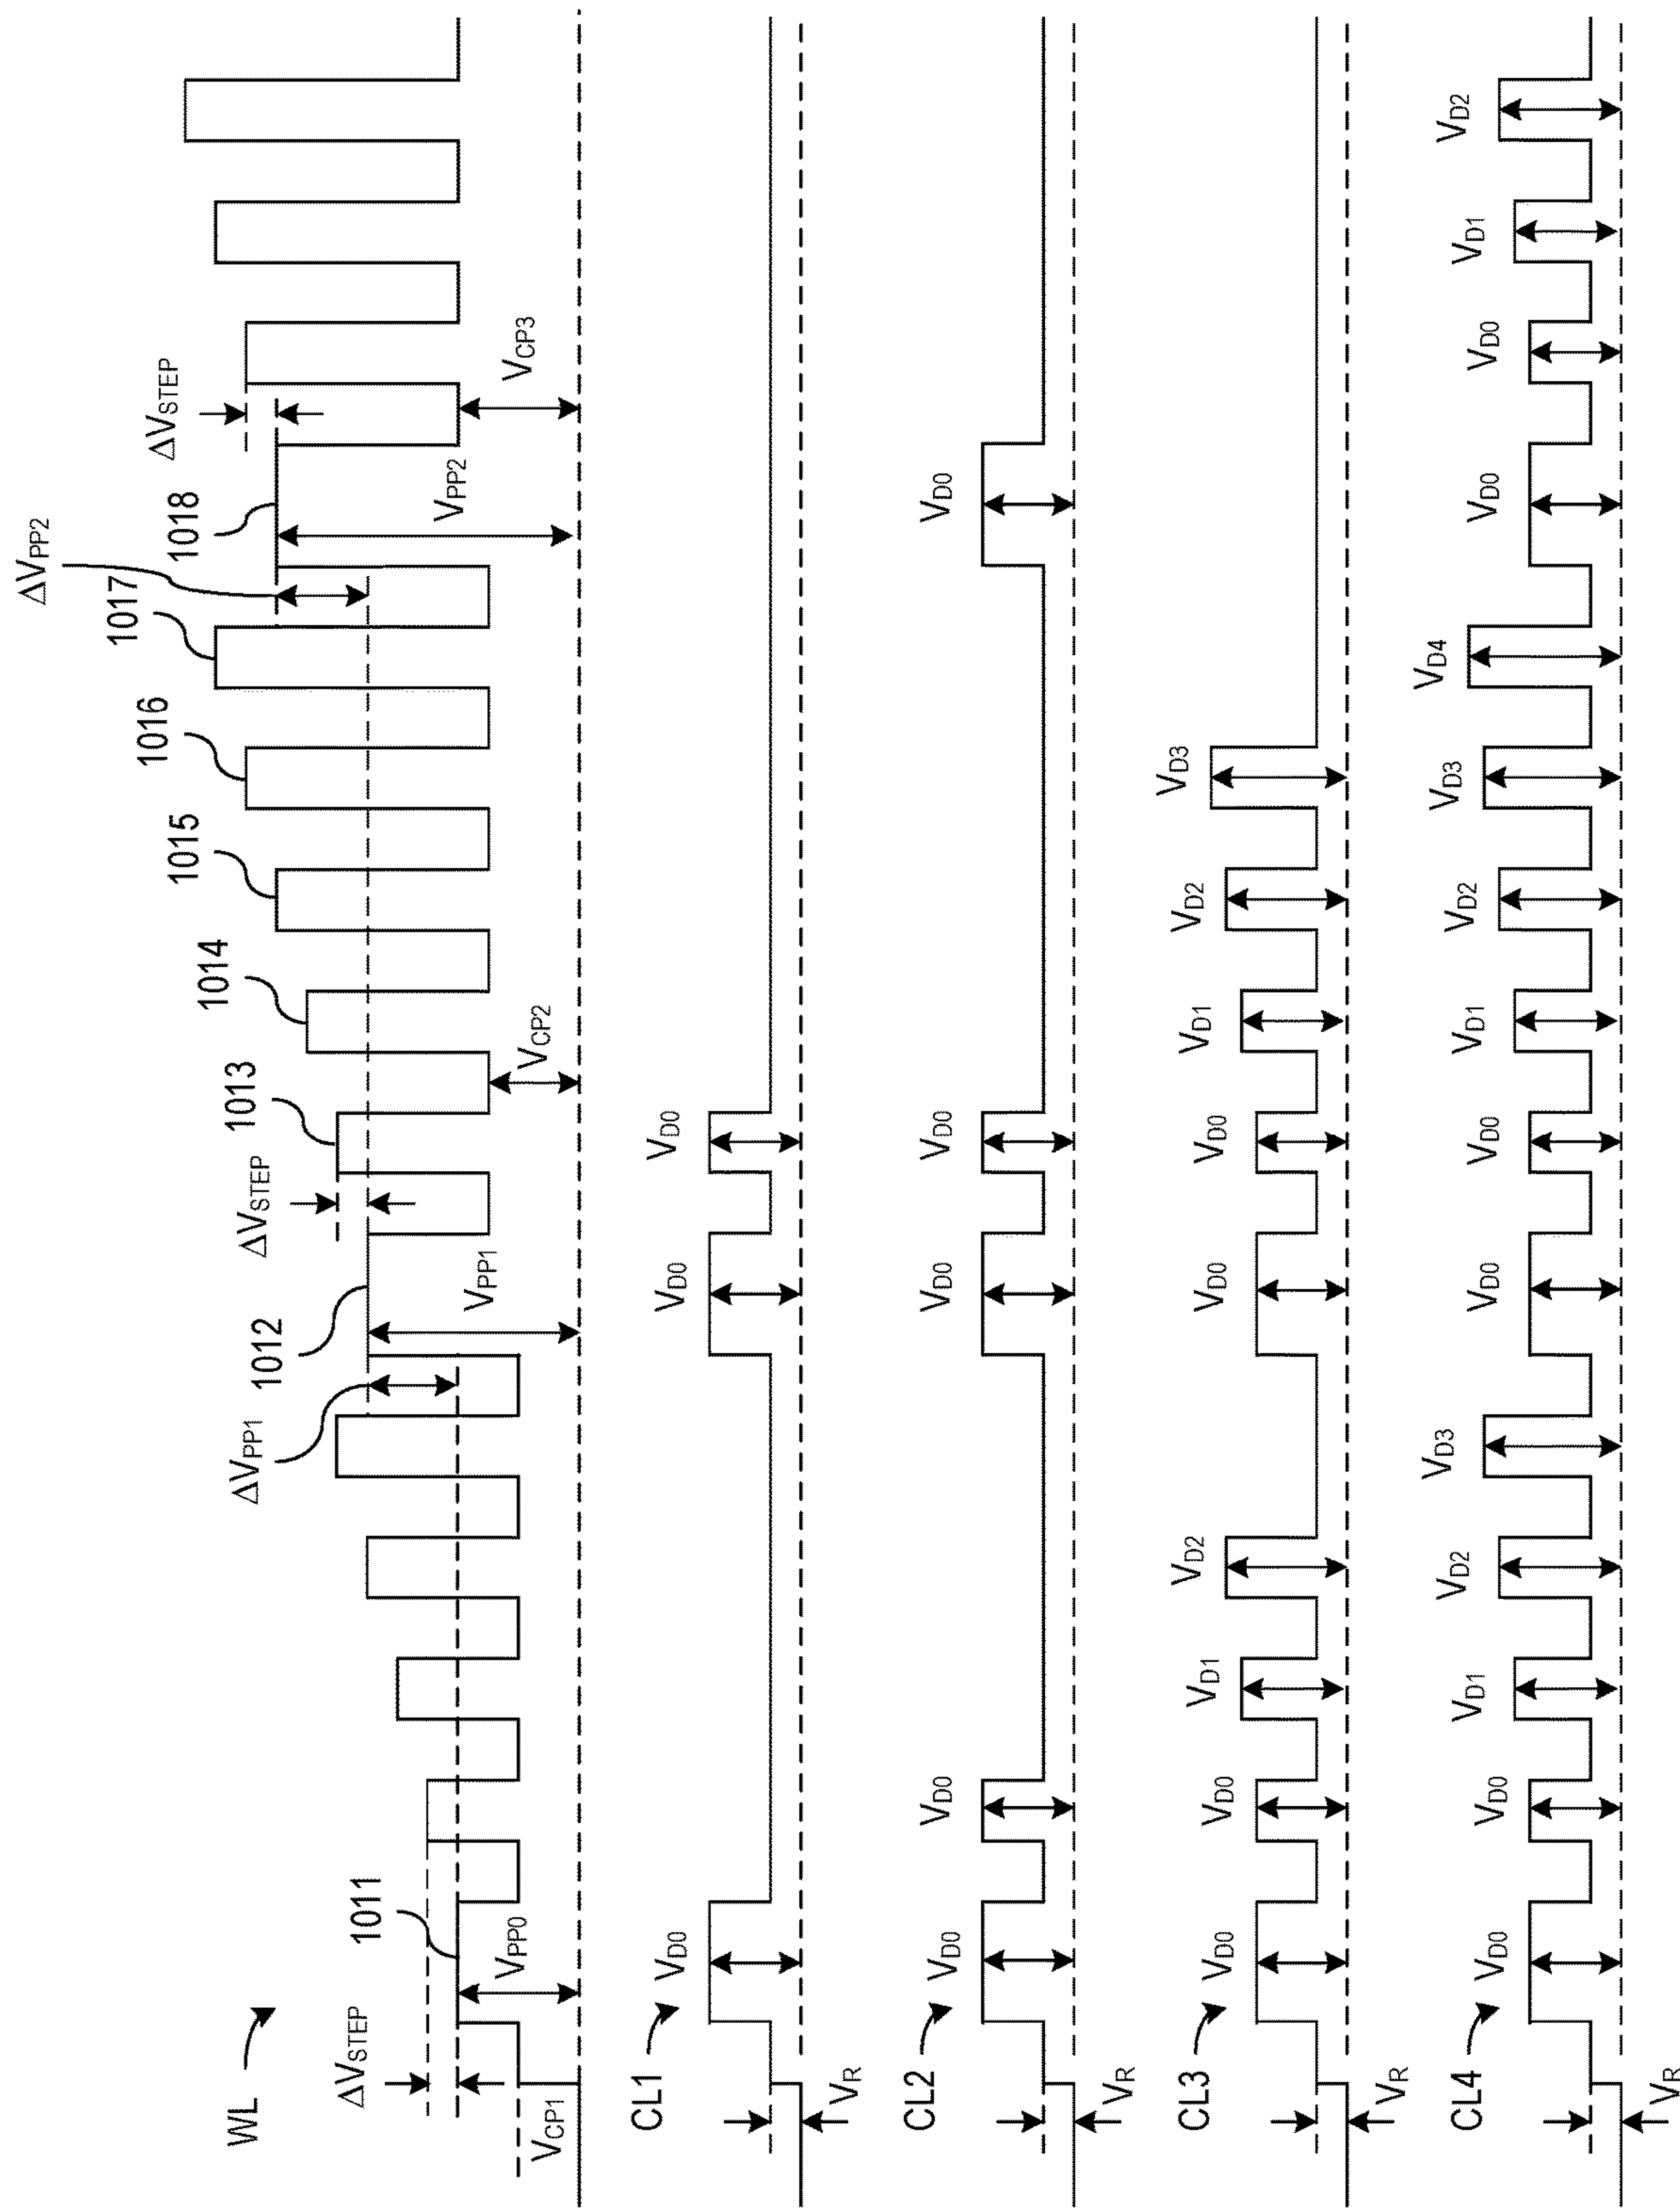 WL
ΔVSTEP
VCP1
VPP0
1011
ΔVPP1
1012
VPP1
ΔVSTEP
1013
VCP2
1014
1015
1016
1017
ΔVPP2
1018
VPP2
ΔVSTEP
VCP3
CL1
VR
VD0
VD0
VD0
CL2
VR
VD0
VD0
VD0
VD0
VD0
CL3
VR
VD0
VD0
VD1
VD2
VD0
VD0
VD1
VD2
VD3
CL4
VR
VD0
VD0
VD1
VD2
VD3
VD0
VD0
VD1
VD2
VD3
VD4
VD0
VD0
VD1
VD2